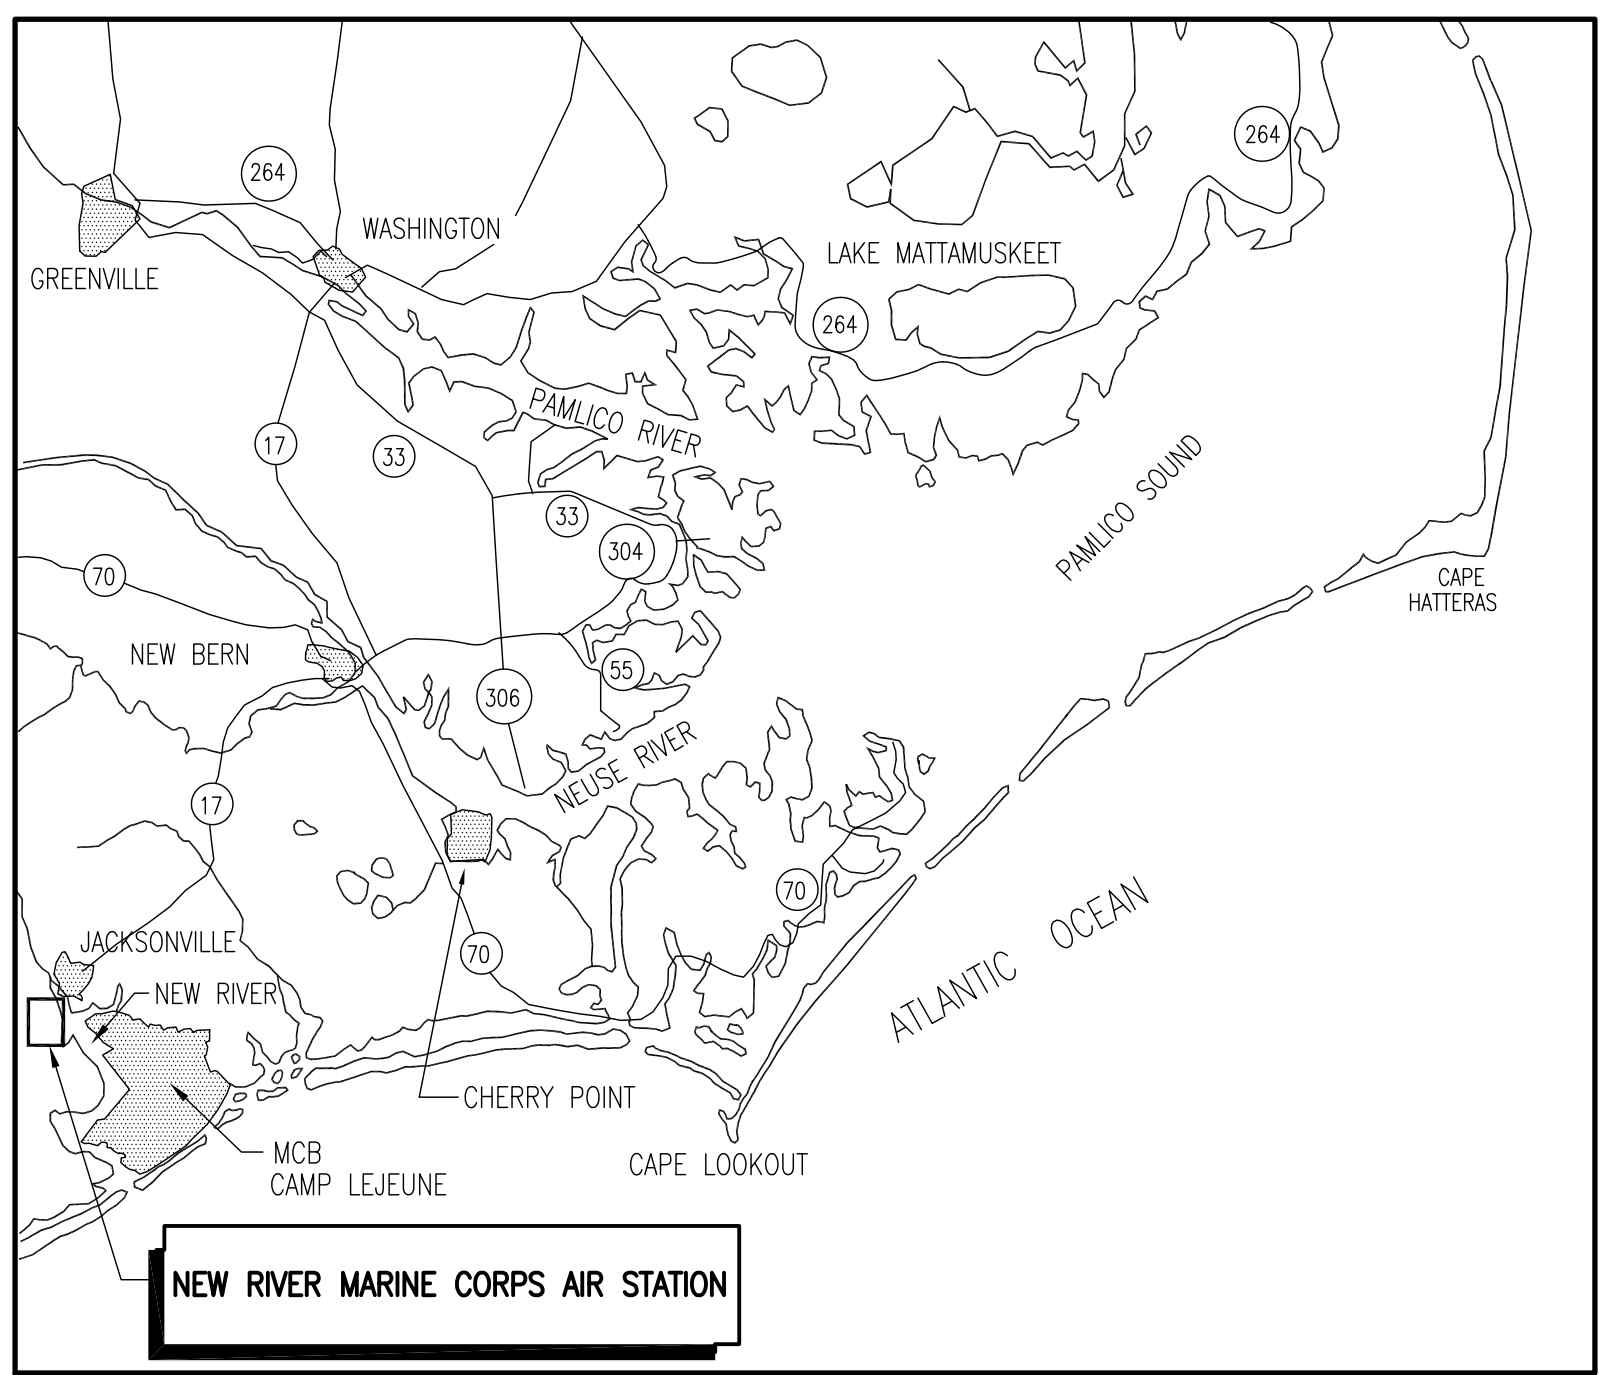 264
264
WASHINGTON
LAKE MATTAMUSKEET
GREENVILLE
264
PAMLICO RIVER
17
33
PAMLICO SOUND
33
304
70
CAPE
HATTERAS
NEW BERN
55
306
NEUSE RIVER
17
70
ATLANTIC OCEAN
JACKSONVILLE
70
NEW RIVER
CHERRY POINT
MCB
CAMP LEJEUNE
CAPE LOOKOUT
NEW RIVER MARINE CORPS AIR STATION